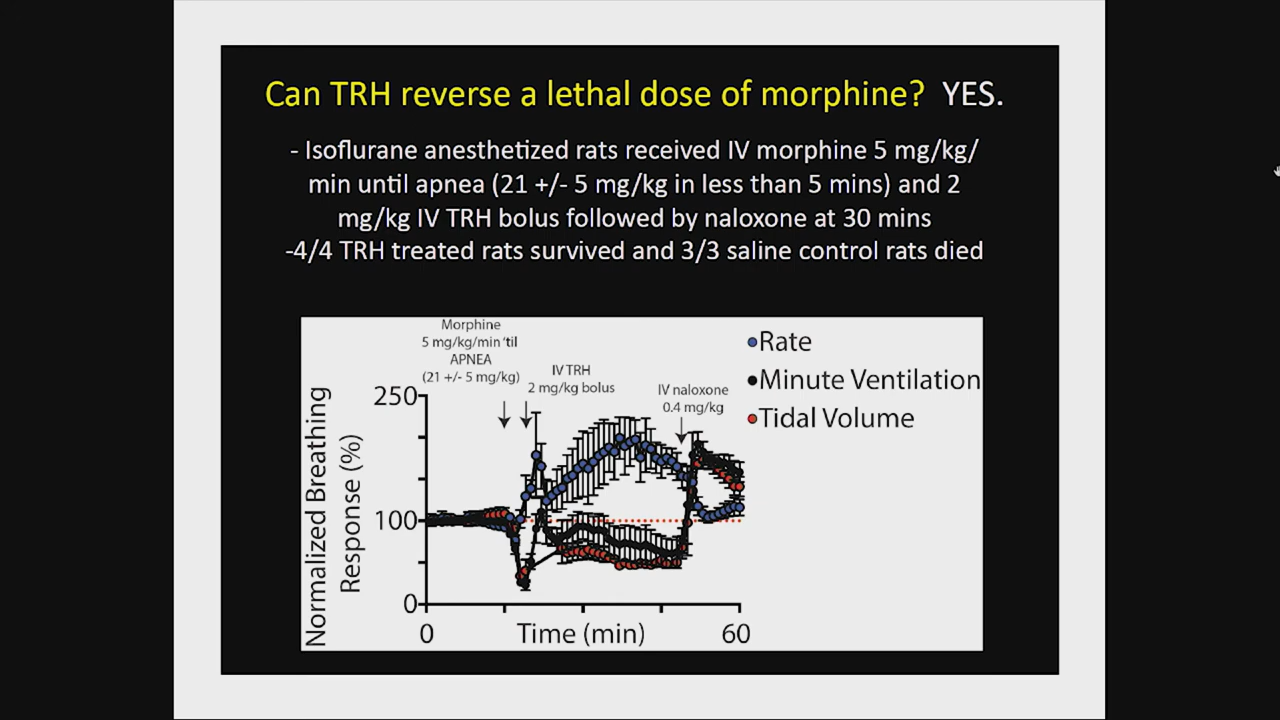 Can TRH reverse a lethal dose of morphine? YES.
- Isoflurane anesthetized rats received IV morphine 5 mg/kg/
min until apnea (21 +/- 5 mg/kg in less than 5 mins) and 2
mg/kg IV TRH bolus followed by naloxone at 30 mins
-4/4 TRH treated rats survived and 3/3 saline control rats died
Morphine
5 mg/kg/min 'til
APNEA
(21 +/- 5 mg/kg)
IV TRH
2 mg/kg bolus
IV naloxone
0.4 mg/kg
Rate
Minute Ventilation
Tidal Volume
Normalized Breathing
Response (%)
250
100
0
0
Time (min)
60